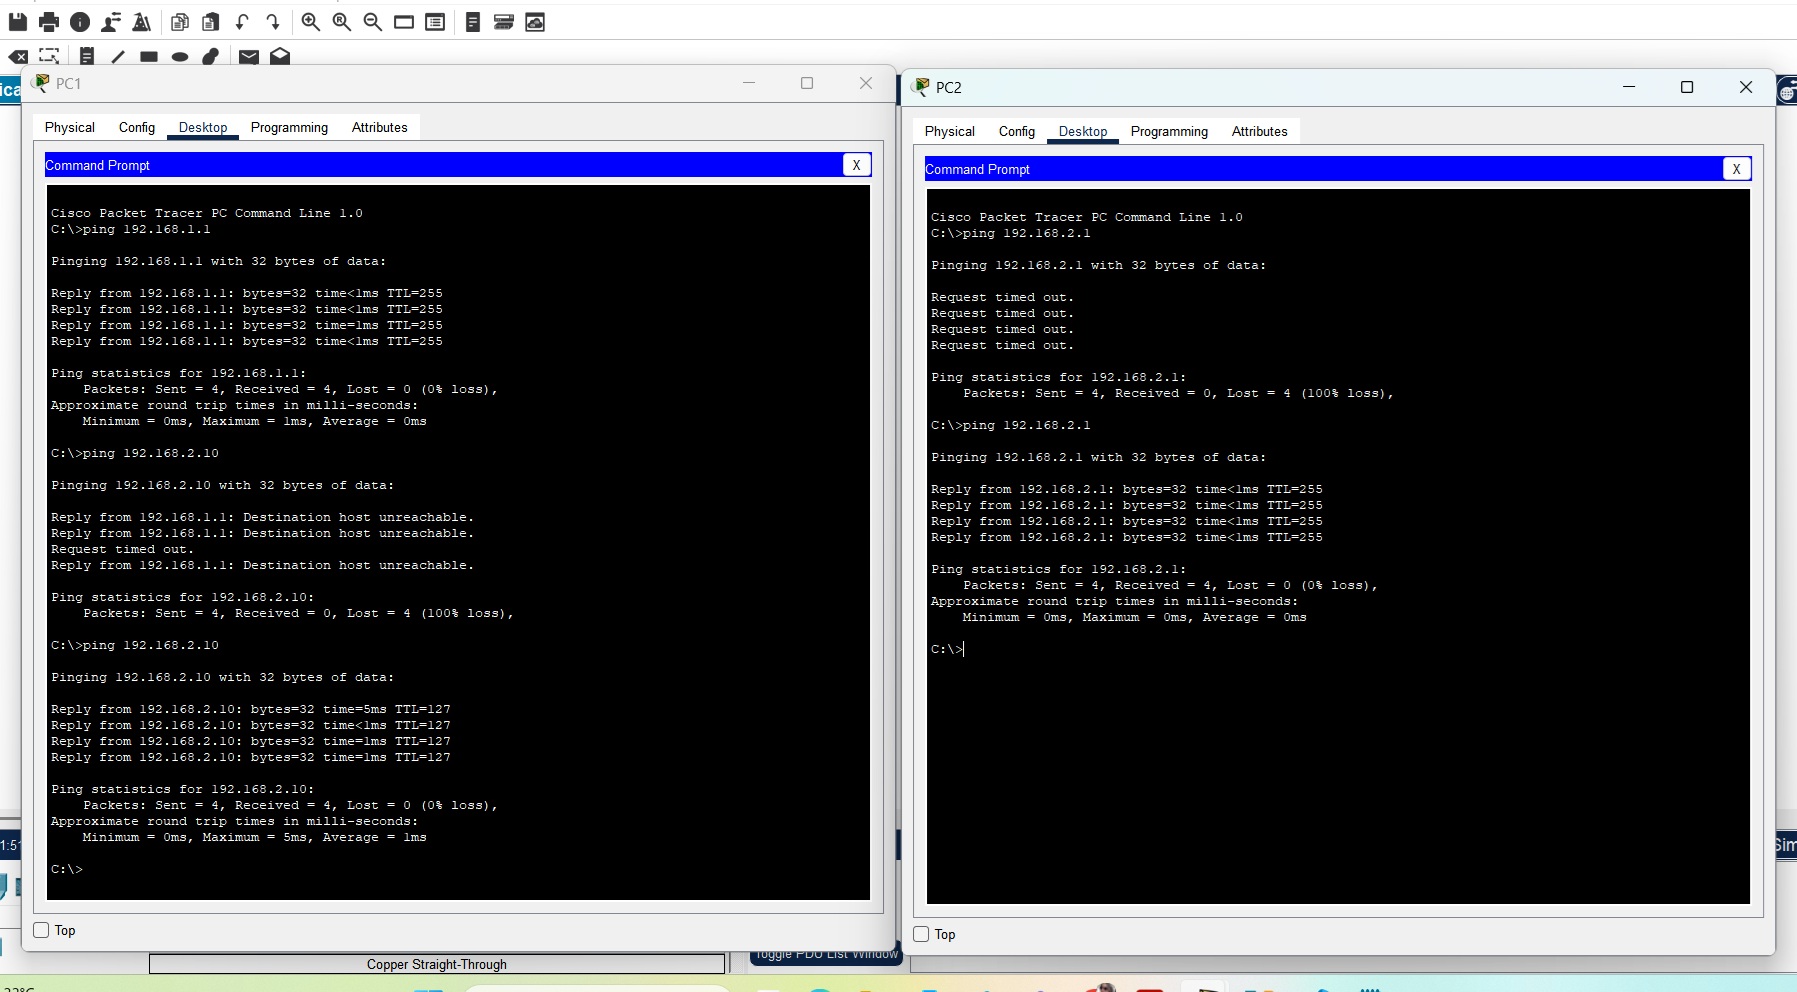 PC1
Physical Config Desktop Programming Attributes
Command Prompt X
Cisco Packet Tracer PC Command Line 1.0
C:\>ping 192.168.1.1
Pinging 192.168.1.1 with 32 bytes of data:
Reply from 192.168.1.1: bytes=32 time<1ms TTL=255
Reply from 192.168.1.1: bytes=32 time<1ms TTL=255
Reply from 192.168.1.1: bytes=32 time=1ms TTL=255
Reply from 192.168.1.1: bytes=32 time<1ms TTL=255
Ping statistics for 192.168.1.1:
Packets: Sent = 4, Received = 4, Lost = 0 (0% loss),
Approximate round trip times in milli-seconds:
Minimum = 0ms, Maximum = 1ms, Average = 0ms
C:\>ping 192.168.2.10
Pinging 192.168.2.10 with 32 bytes of data:
Reply from 192.168.1.1: Destination host unreachable.
Reply from 192.168.1.1: Destination host unreachable.
Request timed out.
Reply from 192.168.1.1: Destination host unreachable.
Ping statistics for 192.168.2.10:
Packets: Sent = 4, Received = 0, Lost = 4 (100% loss),
C:\>ping 192.168.2.10
Pinging 192.168.2.10 with 32 bytes of data:
Reply from 192.168.2.10: bytes=32 time=5ms TTL=127
Reply from 192.168.2.10: bytes=32 time<1ms TTL=127
Reply from 192.168.2.10: bytes=32 time=1ms TTL=127
Reply from 192.168.2.10: bytes=32 time=1ms TTL=127
Ping statistics for 192.168.2.10:
Packets: Sent = 4, Received = 4, Lost = 0 (0% loss),
Approximate round trip times in milli-seconds:
Minimum = 0ms, Maximum = 5ms, Average = 1ms
C:\>
Top
PC2
Physical Config Desktop Programming Attributes
Command Prompt X
Cisco Packet Tracer PC Command Line 1.0
C:\>ping 192.168.2.1
Pinging 192.168.2.1 with 32 bytes of data:
Request timed out.
Request timed out.
Request timed out.
Request timed out.
Ping statistics for 192.168.2.1:
Packets: Sent = 4, Received = 0, Lost = 4 (100% loss),
C:\>ping 192.168.2.1
Pinging 192.168.2.1 with 32 bytes of data:
Reply from 192.168.2.1: bytes=32 time<1ms TTL=255
Reply from 192.168.2.1: bytes=32 time<1ms TTL=255
Reply from 192.168.2.1: bytes=32 time<1ms TTL=255
Reply from 192.168.2.1: bytes=32 time<1ms TTL=255
Ping statistics for 192.168.2.1:
Packets: Sent = 4, Received = 4, Lost = 0 (0% loss),
Approximate round trip times in milli-seconds:
Minimum = 0ms, Maximum = 0ms, Average = 0ms
C:\>
Top
Copper Straight-Through
Toggle PDU List Window